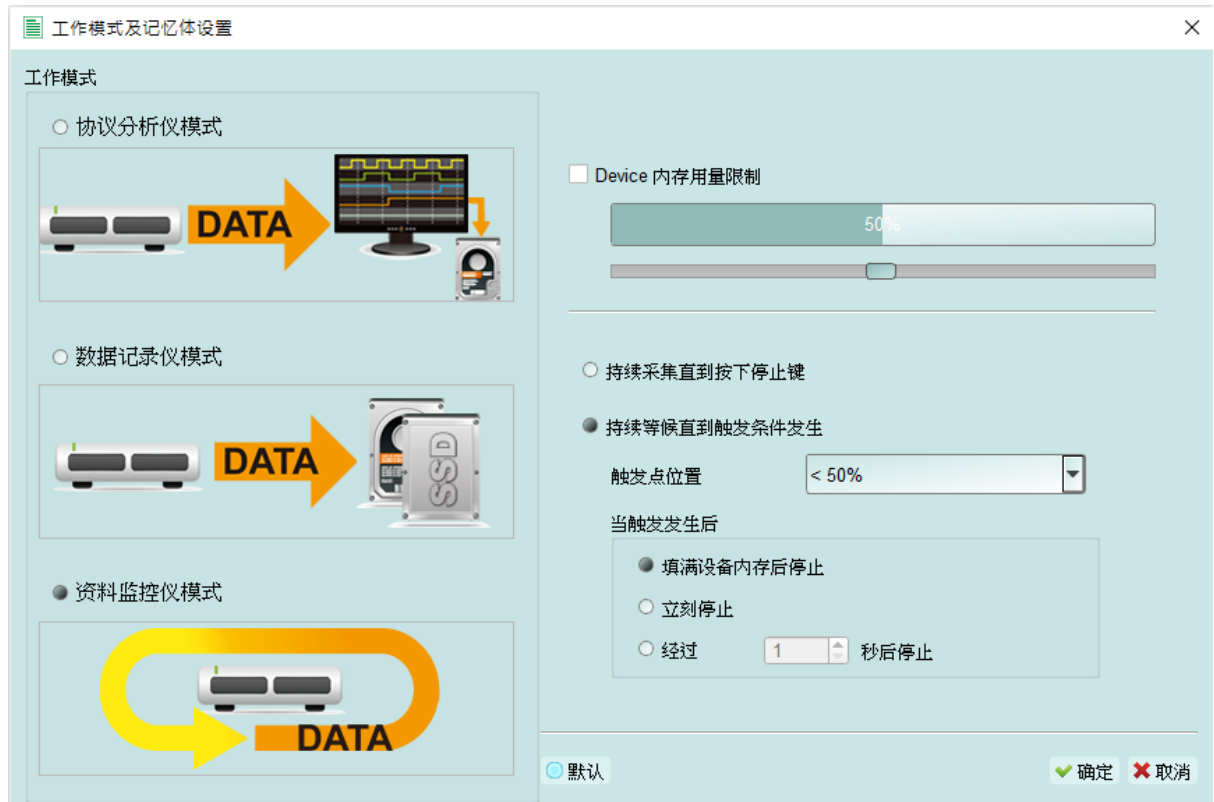 工作模式及记忆体设置
工作模式
协议分析仪模式
DATA
数据记录仪模式
DATA
SSD
资料监控仪模式
DATA
Device 内存用量限制
50%
持续采集直到按下停止键
持续等候直到触发条件发生
触发点位置 < 50%
当触发发生后
填满设备内存后停止
立刻停止
经过 1 秒后停止
默认
确定 取消